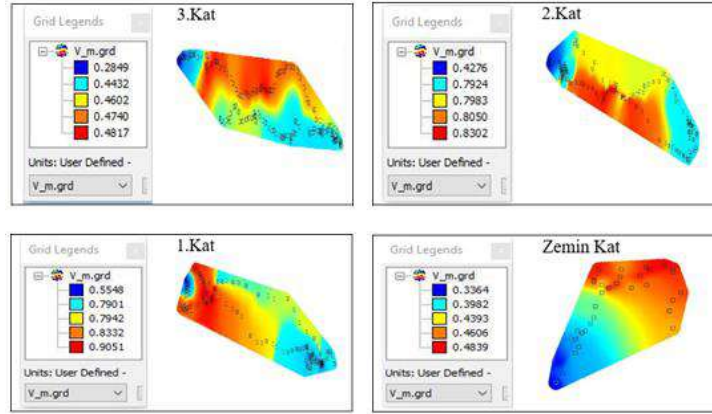 Grid Legends
3.Kat
V_m.grd
0.2849
0.4432
0.4602
0.4740
0.4817
Units: User Defined -
V_m.grd
Grid Legends
2.Kat
V_m.grd
0.4276
0.7924
0.7983
0.8050
0.8302
Units: User Defined -
V_m.grd
Grid Legends
1.Kat
V_m.grd
0.5548
0.7901
0.7942
0.8332
0.9051
Units: User Defined -
V_m.grd
Grid Legends
Zemin Kat
V_m.grd
0.3364
0.3982
0.4393
0.4606
0.4839
Units: User Defined -
V_m.grd